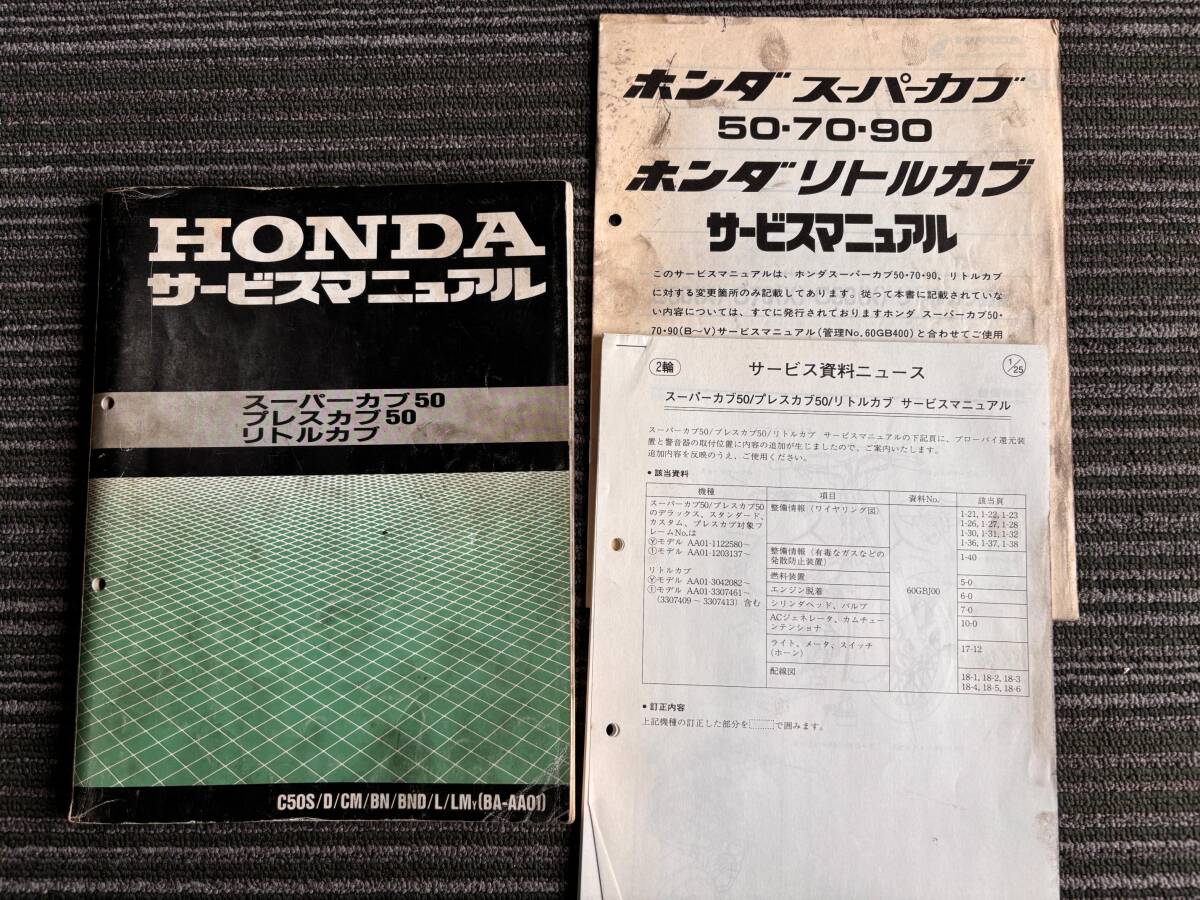 HONDA
サービスマニュアル
スーパーカブ50
プレスカブ50
リトルカブ
C50S/D/CM/BN/BND/L/LMY(BA-AA01)
ホンダ スーパーカブ
50・70・90
ホンダ リトルカブ
サービスマニュアル
このサービスマニュアルは、ホンダスーパーカブ50・70・90、リトルカブ
に対する変更箇所のみ記載してあります。従って本書に記載されていな
い内容については、すでに発行されておりますホンダ スーパーカブ50・
70・90(B〜V)サービスマニュアル(管理No.60GB400)と合わせてご使用
2輪
サービス資料ニュース
1/25
スーパーカブ50/プレスカブ50/リトルカブ サービスマニュアル
スーパーカブ50/プレスカブ50/リトルカブ サービスマニュアルの下記頁に、ブローバイ還元装
置と警音器の取付位置に内容の追加が生じましたので、ご案内いたします。
追加内容を反映のうえ、ご使用ください。
●該当資料
機種 項目 資料No. 該当頁
スーパーカブ50/プレスカブ50
のデラックス、スタンダード、
カスタム、プレスカブ対象フ
レームNo.は
Ⓨモデル AA01-1122580〜
①モデル AA01-1203137〜
リトルカブ
Ⓨモデル AA01-3042082〜
①モデル AA01-3307461〜
(3307409〜3307413)含む
整備情報(ワイヤリング図)
整備情報(有毒なガスなどの
発散防止装置)
燃料装置
エンジン脱着
シリンダヘッド、バルブ
ACジェネレータ、カムチェー
ンテンショナ
ライト、メータ、スイッチ
(ホーン)
配線図
60GBJ00
1-21, 1-22, 1-23
1-26, 1-27, 1-28
1-30, 1-31, 1-32
1-36, 1-37, 1-38
1-40
5-0
6-0
7-0
10-0
17-12
18-1, 18-2, 18-3
18-4, 18-5, 18-6
●訂正内容
上記機種の訂正した部分を で囲みます。